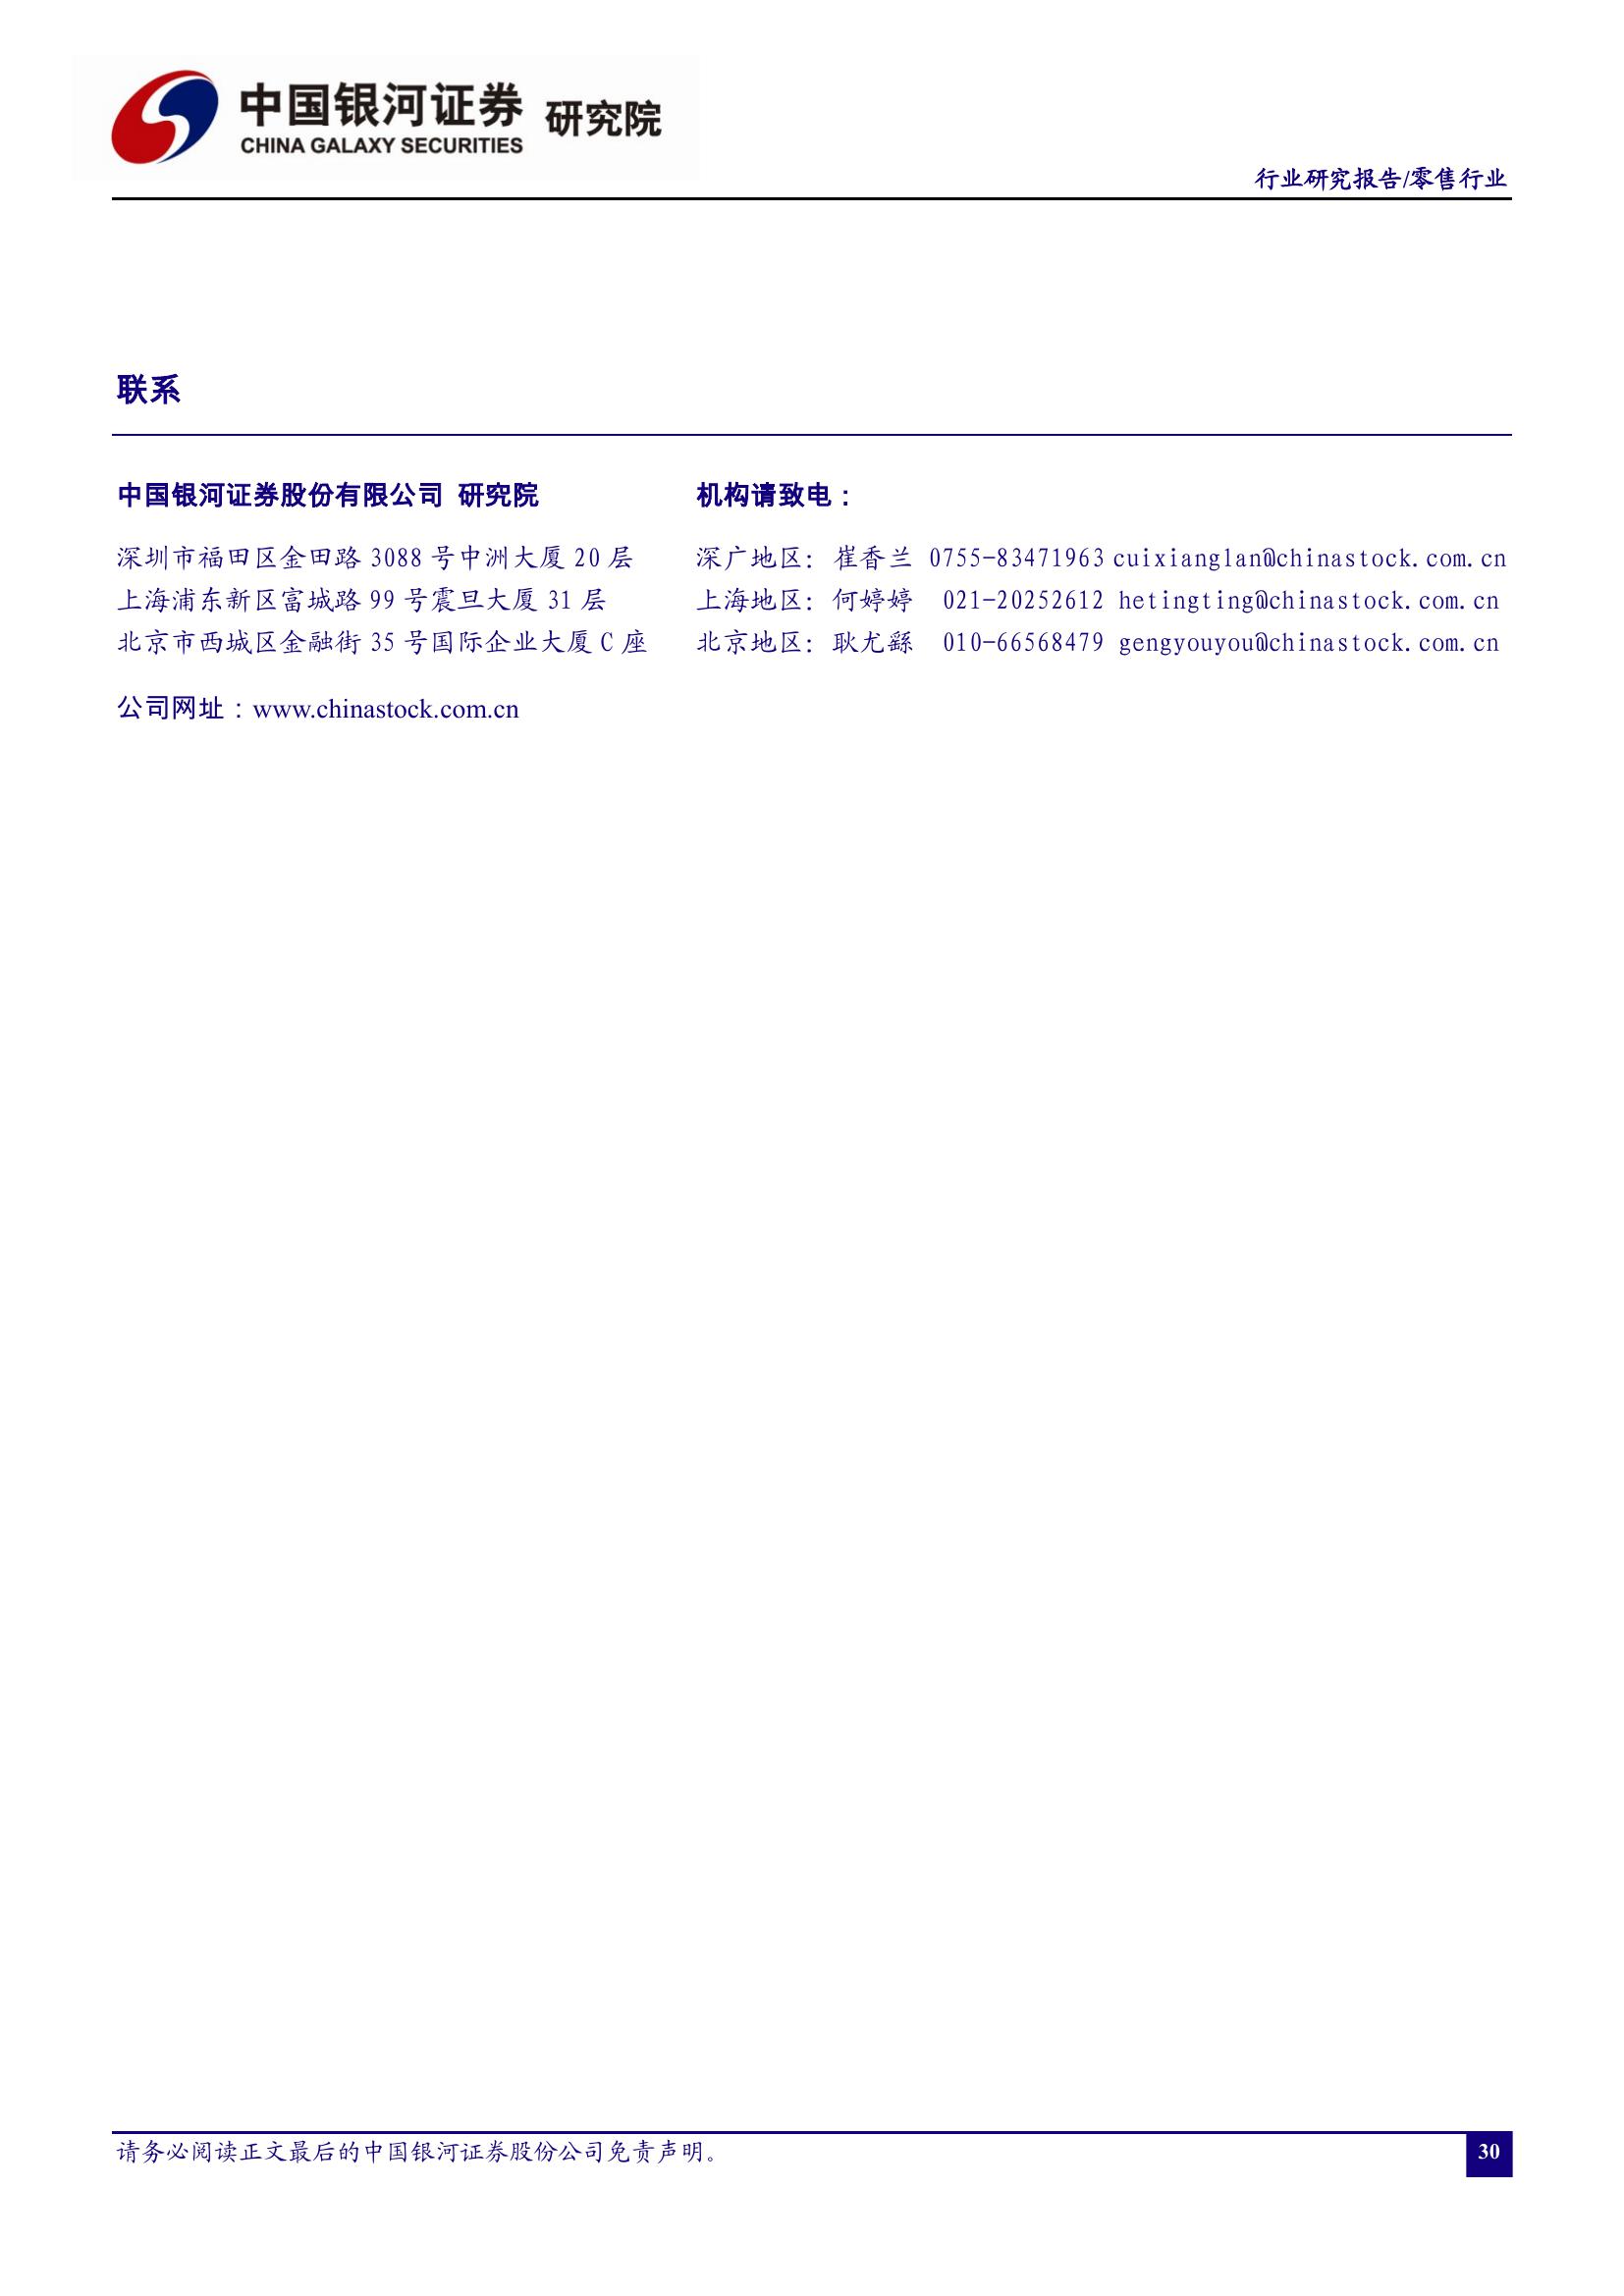 中国银河证券 研究院
CHINA GALAXY SECURITIES
行业研究报告/零售行业
联系
中国银河证券股份有限公司 研究院
深圳市福田区金田路 3088 号中洲大厦 20 层
上海浦东新区富城路 99 号震旦大厦 31 层
北京市西城区金融街 35 号国际企业大厦 C 座
公司网址：www.chinastock.com.cn
机构请致电：
深广地区：崔香兰 0755-83471963 cuixianglan@chinastock.com.cn
上海地区：何婷婷 021-20252612 hetingting@chinastock.com.cn
北京地区：耿尤繇 010-66568479 gengyouyou@chinastock.com.cn
请务必阅读正文最后的中国银河证券股份公司免责声明。
30